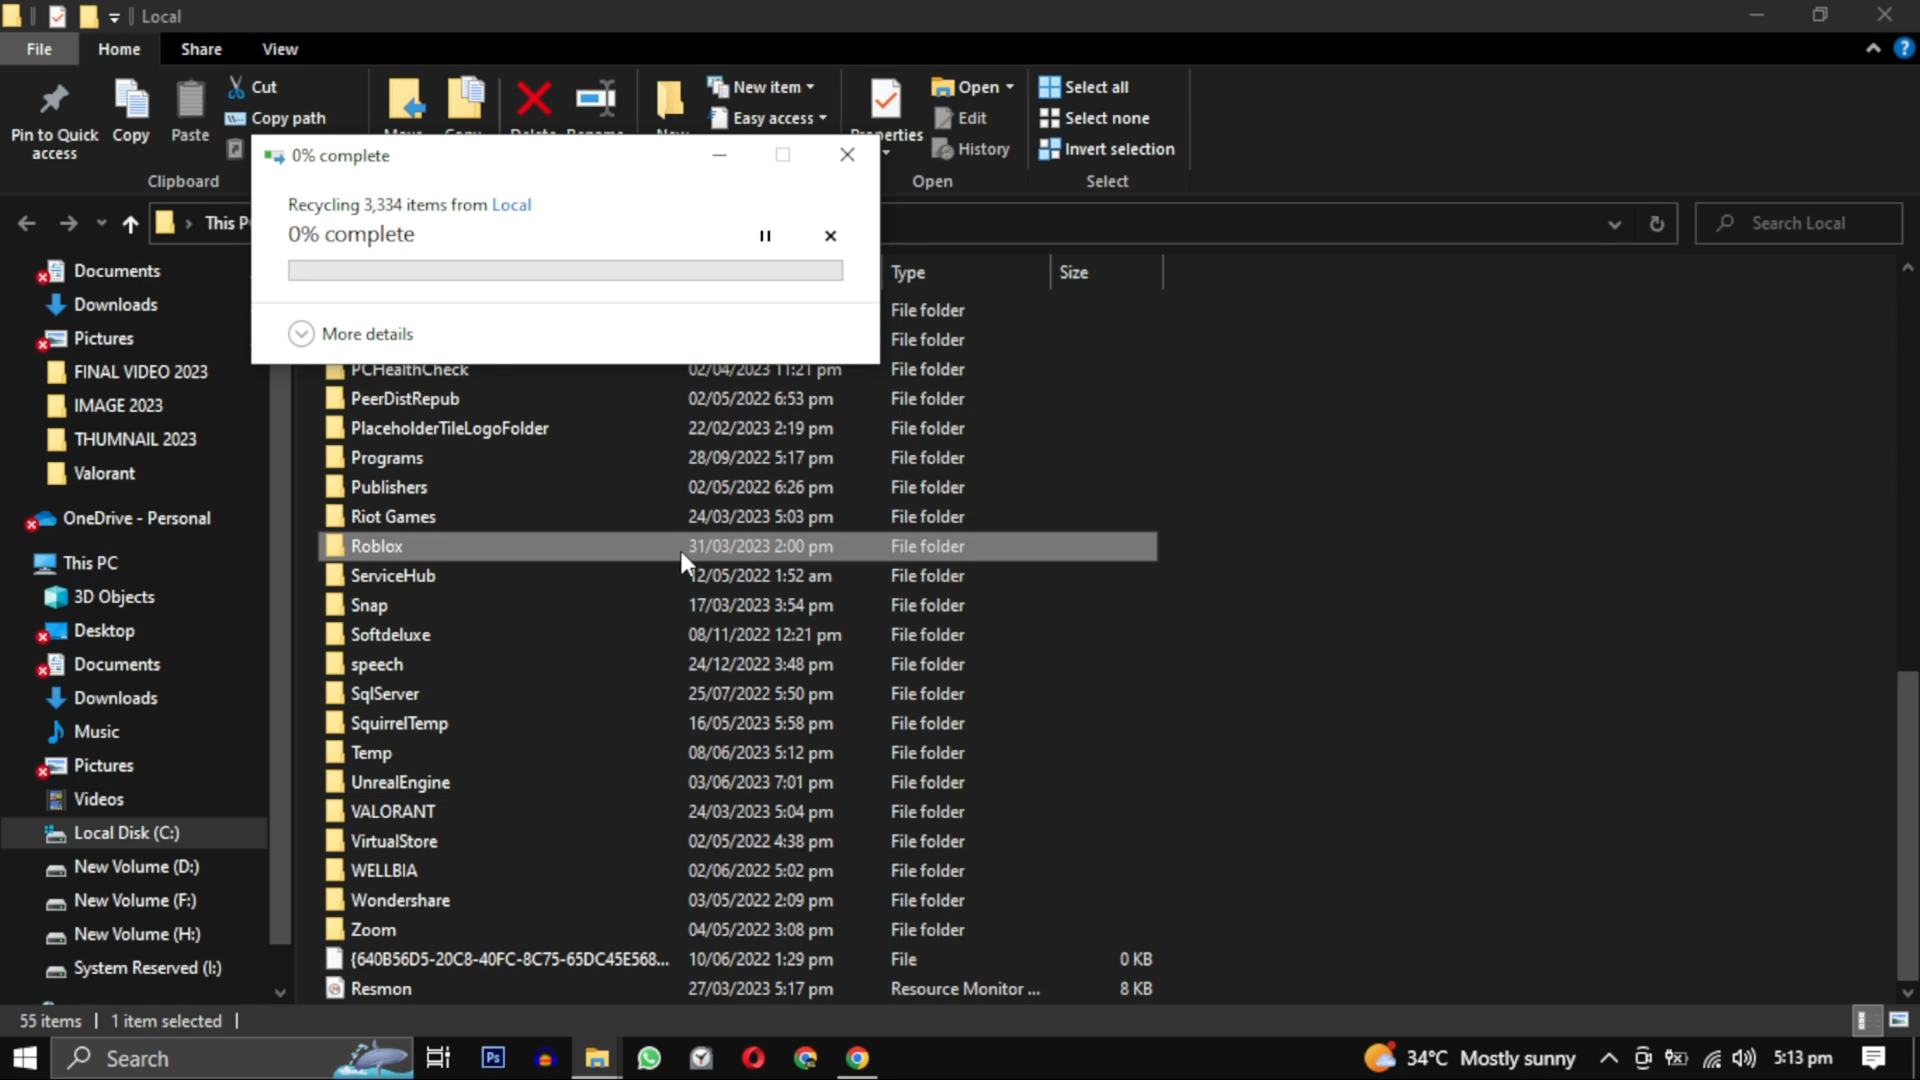 Local
File Home Share View
Pin to Quick access
Copy
Paste
Cut
Copy path
Clipboard
New item
Easy access
Open
Edit
History
Open
Select all
Select none
Invert selection
Select
0% complete
Recycling 3,334 items from Local
0% complete
More details
This P
Search Local
Documents
Downloads
Pictures
FINAL VIDEO 2023
IMAGE 2023
THUMNAIL 2023
Valorant
OneDrive - Personal
This PC
3D Objects
Desktop
Documents
Downloads
Music
Pictures
Videos
Local Disk (C:)
New Volume (D:)
New Volume (F:)
New Volume (H:)
System Reserved (I:)
Type Size
File folder
File folder
PCHealthCheck 02/04/2023 11:21 pm File folder
PeerDistRepub 02/05/2022 6:53 pm File folder
PlaceholderTileLogoFolder 22/02/2023 2:19 pm File folder
Programs 28/09/2022 5:17 pm File folder
Publishers 02/05/2022 6:26 pm File folder
Riot Games 24/03/2023 5:03 pm File folder
Roblox 31/03/2023 2:00 pm File folder
ServiceHub 12/05/2022 1:52 am File folder
Snap 17/03/2023 3:54 pm File folder
Softdeluxe 08/11/2022 12:21 pm File folder
speech 24/12/2022 3:48 pm File folder
SqlServer 25/07/2022 5:50 pm File folder
SquirrelTemp 16/05/2023 5:58 pm File folder
Temp 08/06/2023 5:12 pm File folder
UnrealEngine 03/06/2023 7:01 pm File folder
VALORANT 24/03/2023 5:04 pm File folder
VirtualStore 02/05/2022 4:38 pm File folder
WELLBIA 02/06/2022 5:02 pm File folder
Wondershare 03/05/2022 2:09 pm File folder
Zoom 04/05/2022 3:08 pm File folder
{640B56D5-20C8-40FC-8C75-65DC45E568... 10/06/2022 1:29 pm File 0 KB
Resmon 27/03/2023 5:17 pm Resource Monitor ... 8 KB
55 items 1 item selected
Search
Ps
34°C Mostly sunny
5:13 pm